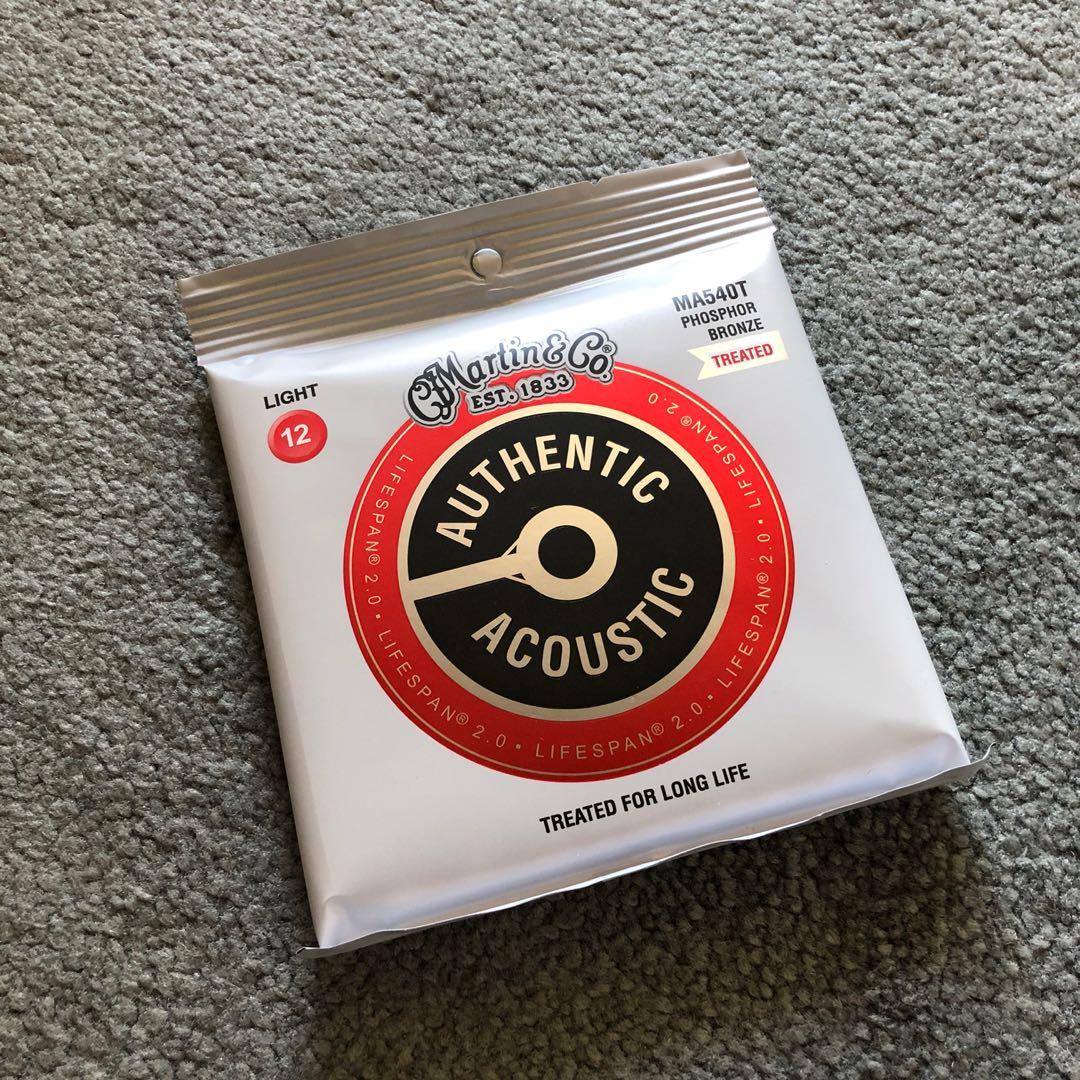 MA540T
PHOSPHOR
BRONZE
TREATED
LIGHT
12
CFMartin & Co.®
EST. 1833
AUTHENTIC
ACOUSTIC
LIFESPAN® 2.0 • LIFESPAN® 2.0 • LIFESPAN® 2.0 • LIFESPAN® 2.0 • LIFESPAN® 2.0
TREATED FOR LONG LIFE